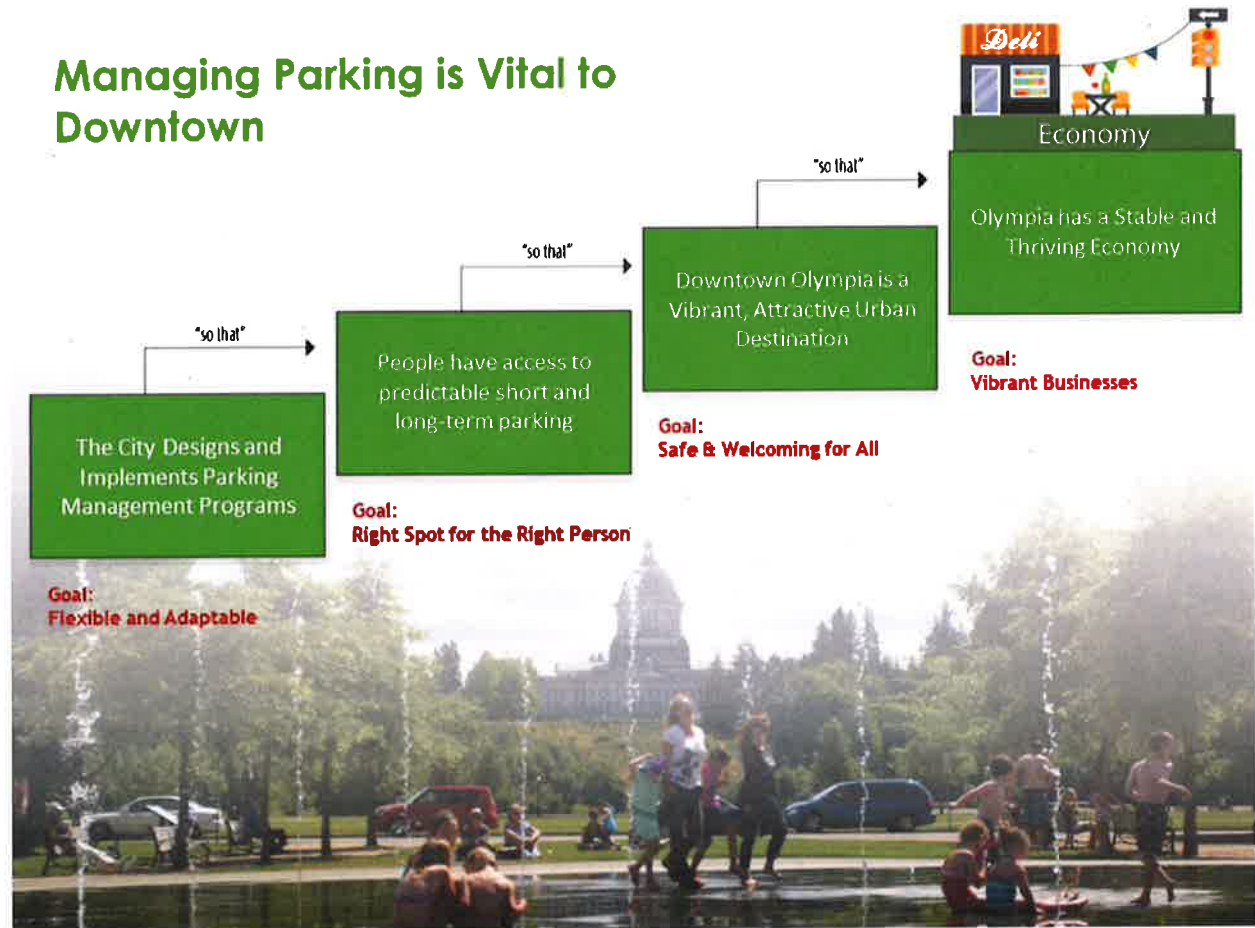 Managing Parking is Vital to
Downtown
Deli
Economy
"so that"
Olympia has a Stable and
Thriving Economy
"so that"
Downtown Olympia is a
Vibrant, Attractive Urban
Destination
Goal:
Vibrant Businesses
"so that"
People have access to
predictable short and
long-term parking
Goal:
Safe & Welcoming for All
The City Designs and
Implements Parking
Management Programs
Goal:
Right Spot for the Right Person
Goal:
Flexible and Adaptable